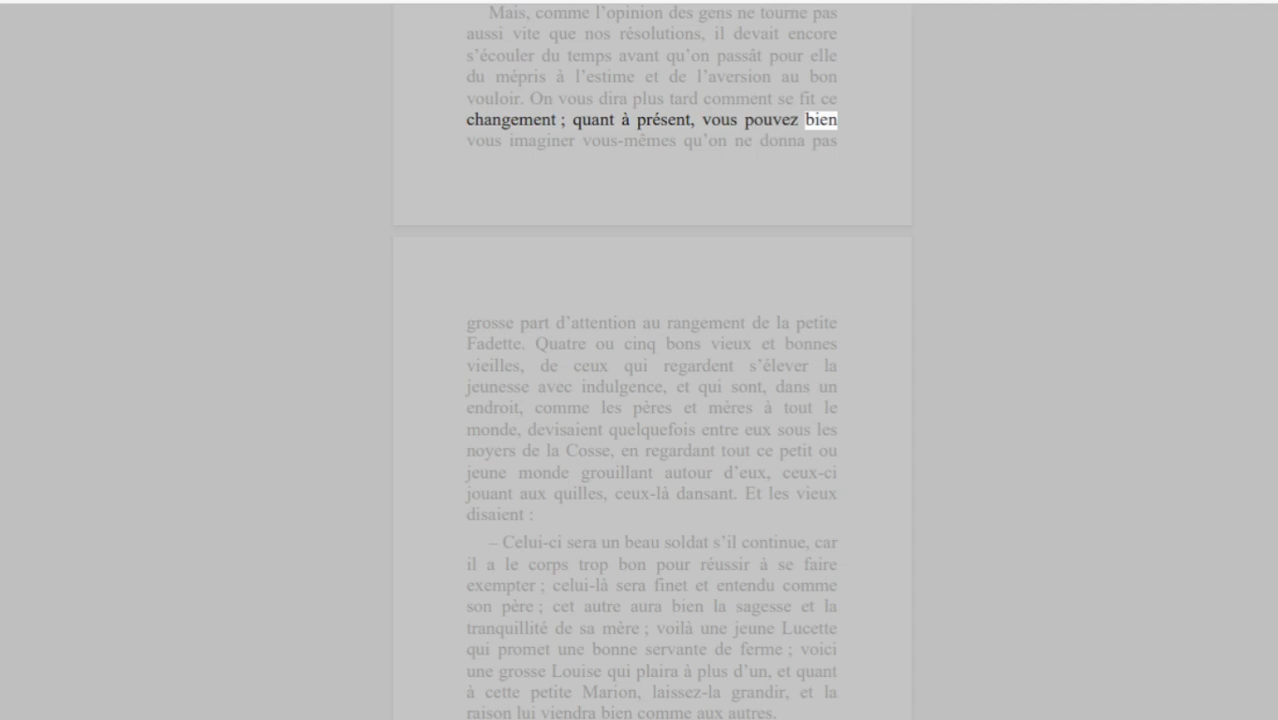 Mais, comme l’opinion des gens ne tourne pas
aussi vite que nos résolutions, il devait encore
s’écouler du temps avant qu’on passât pour elle
du mépris à l’estime et de l’aversion au bon
vouloir. On vous dira plus tard comment se fit ce
changement ; quant à présent, vous pouvez bien
vous imaginer vous-mêmes qu’on ne donna pas
grosse part d’attention au rangement de la petite
Fadette. Quatre ou cinq bons vieux et bonnes
vieilles, de ceux qui regardent s’élever la
jeunesse avec indulgence, et qui sont, dans un
endroit, comme les pères et mères à tout le
monde, devisaient quelquefois entre eux sous les
noyers de la Cosse, en regardant tout ce petit ou
jeune monde grouillant autour d’eux, ceux-ci
jouant aux quilles, ceux-là dansant. Et les vieux
disaient :
– Celui-ci sera un beau soldat s’il continue, car
il a le corps trop bon pour réussir à se faire
exempter ; celui-là sera finet et entendu comme
son père ; cet autre aura bien la sagesse et la
tranquillité de sa mère ; voilà une jeune Lucette
qui promet une bonne servante de ferme ; voici
une grosse Louise qui plaira à plus d’un, et quant
à cette petite Marion, laissez-la grandir, et la
raison lui viendra bien comme aux autres.